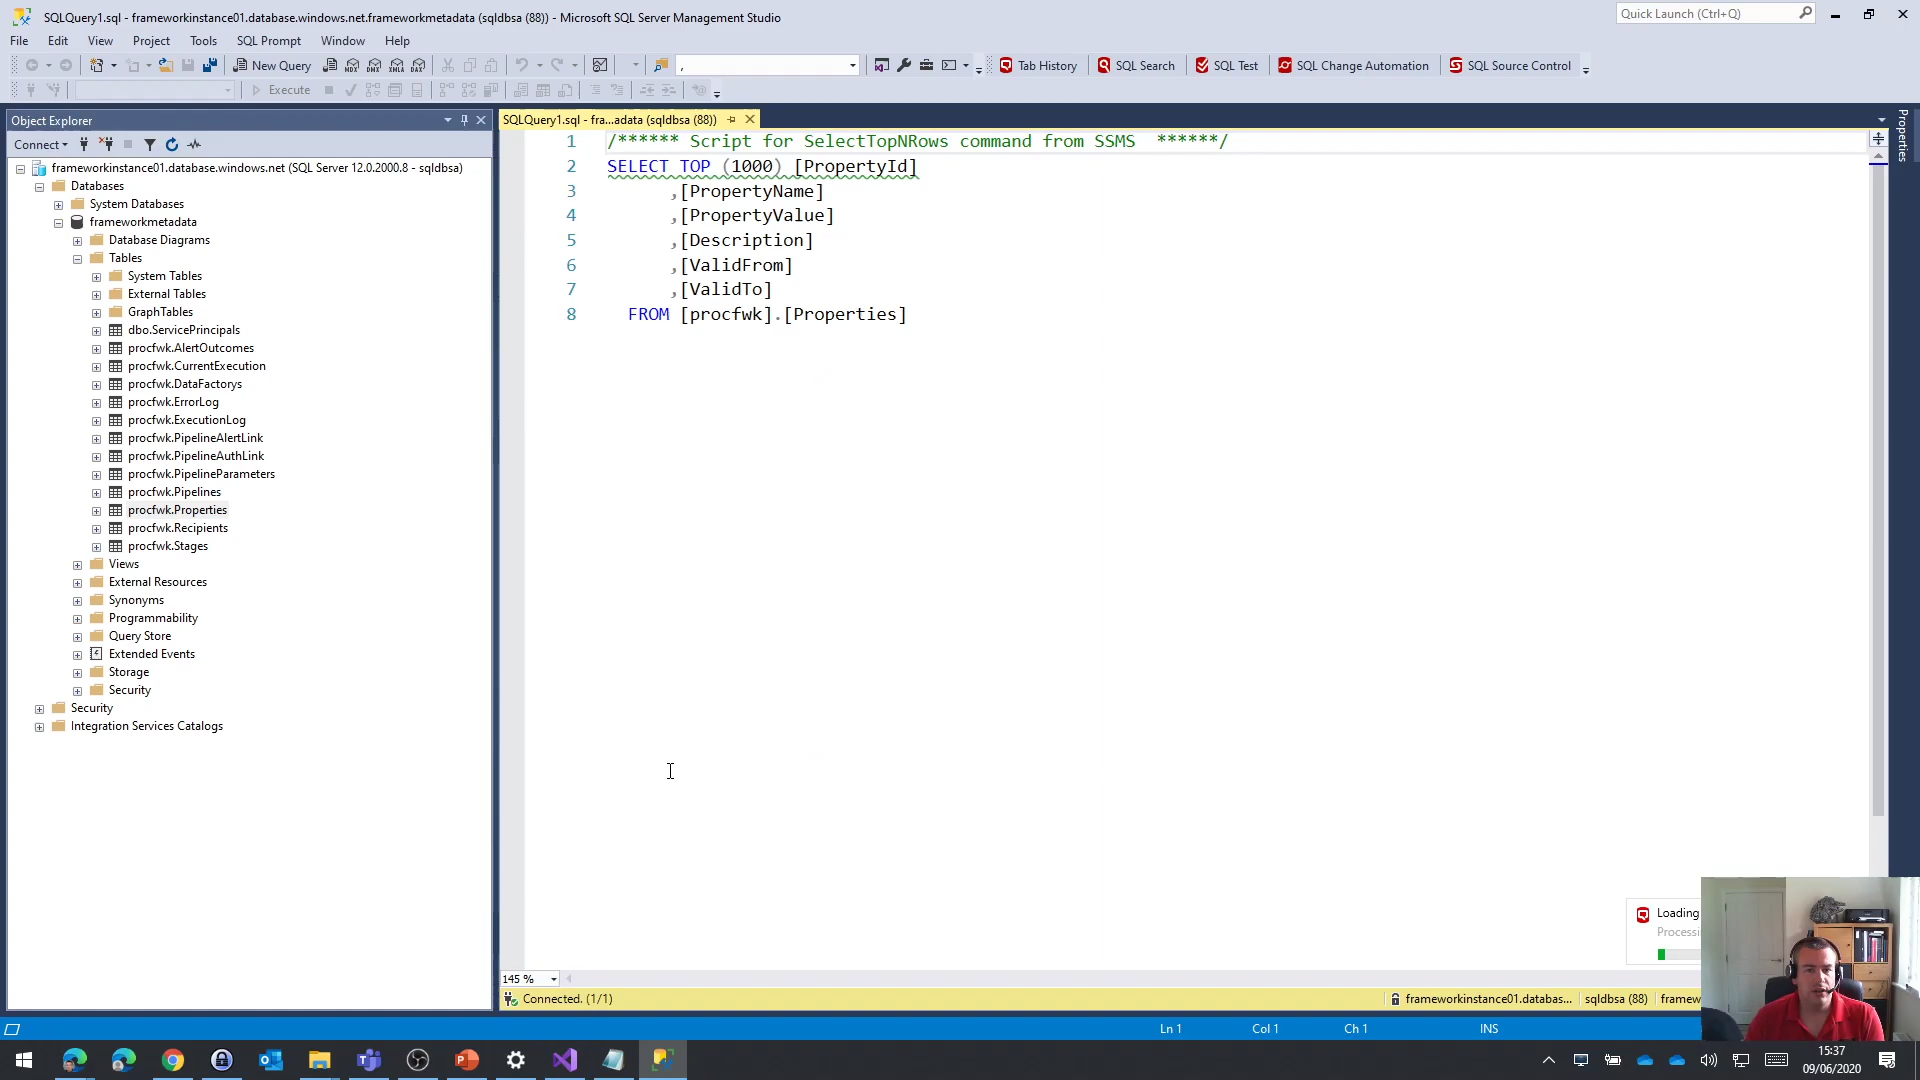 SQLQuery1.sql - frameworkinstance01.database.windows.net.frameworkmetadata (sqldbsa (88)) - Microsoft SQL Server Management Studio
Quick Launch (Ctrl+Q)
File Edit View Project Tools SQL Prompt Window Help
New Query
,
Tab History SQL Search SQL Test SQL Change Automation SQL Source Control
Execute
Object Explorer
Connect
frameworkinstance01.database.windows.net (SQL Server 12.0.2000.8 - sqldbsa)
Databases
System Databases
frameworkmetadata
Database Diagrams
Tables
System Tables
External Tables
GraphTables
dbo.ServicePrincipals
procfwk.AlertOutcomes
procfwk.CurrentExecution
procfwk.DataFactorys
procfwk.ErrorLog
procfwk.ExecutionLog
procfwk.PipelineAlertLink
procfwk.PipelineAuthLink
procfwk.PipelineParameters
procfwk.Pipelines
procfwk.Properties
procfwk.Recipients
procfwk.Stages
Views
External Resources
Synonyms
Programmability
Query Store
Extended Events
Storage
Security
Security
Integration Services Catalogs
SQLQuery1.sql - fra...adata (sqldbsa (88))
1 /****** Script for SelectTopNRows command from SSMS ******/
2 SELECT TOP (1000) [PropertyId]
3 ,[PropertyName]
4 ,[PropertyValue]
5 ,[Description]
6 ,[ValidFrom]
7 ,[ValidTo]
8 FROM [procfwk].[Properties]
Properties
Loading
Processi
145 %
Connected. (1/1)
frameworkinstance01.databas... sqldbsa (88) framew
Ln 1 Col 1 Ch 1 INS
15:37
09/06/2020